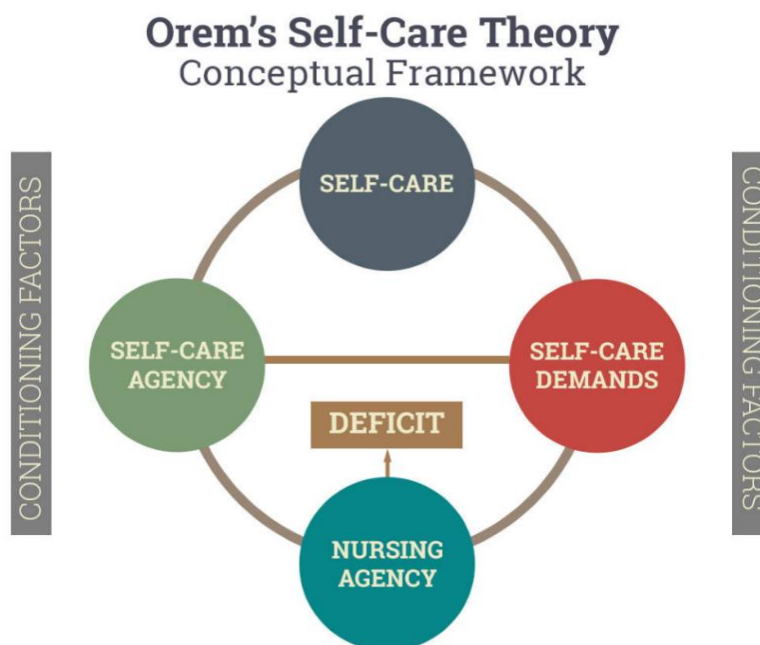 Orem’s Self-Care Theory
Conceptual Framework
CONDITIONING FACTORS
SELF-CARE
CONDITIONING FACTORS
SELF-CARE
AGENCY
SELF-CARE
DEMANDS
DEFICIT
NURSING
AGENCY